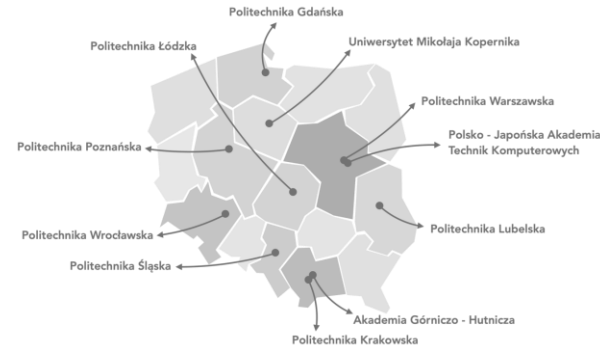 Politechnika Gdańska
Politechnika Łódzka
Uniwersytet Mikołaja Kopernika
Politechnika Warszawska
Polsko - Japońska Akademia
Technik Komputerowych
Politechnika Poznańska
Politechnika Lubelska
Politechnika Wrocławska
Politechnika Śląska
Akademia Górniczo - Hutnicza
Politechnika Krakowska